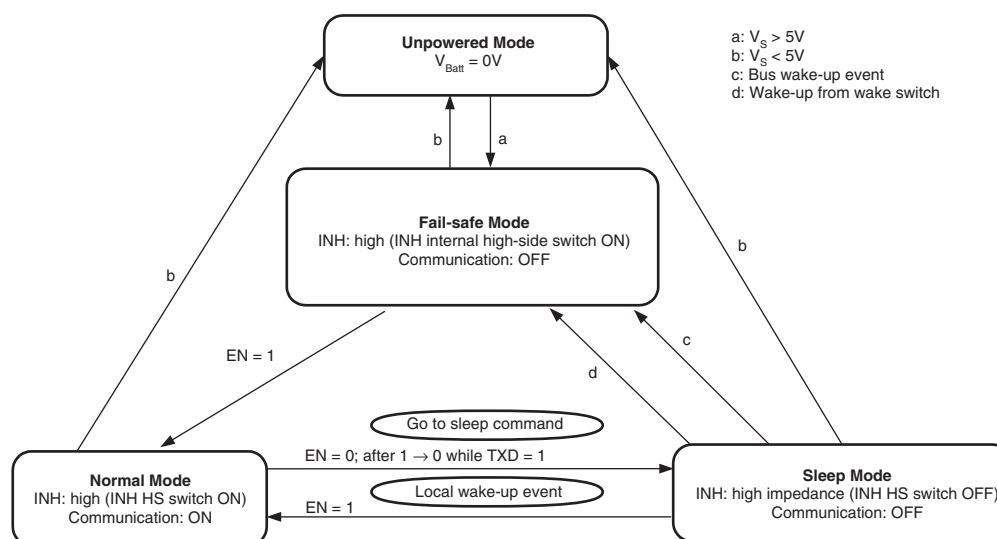 Unpowered Mode
V_Batt = 0V
a: V_S > 5V
b: V_S < 5V
c: Bus wake-up event
d: Wake-up from wake switch
b
a
Fail-safe Mode
INH: high (INH internal high-side switch ON)
Communication: OFF
b
b
EN = 1
d
c
Go to sleep command
EN = 0; after 1 → 0 while TXD = 1
Local wake-up event
EN = 1
Normal Mode
INH: high (INH HS switch ON)
Communication: ON
Sleep Mode
INH: high impedance (INH HS switch OFF)
Communication: OFF